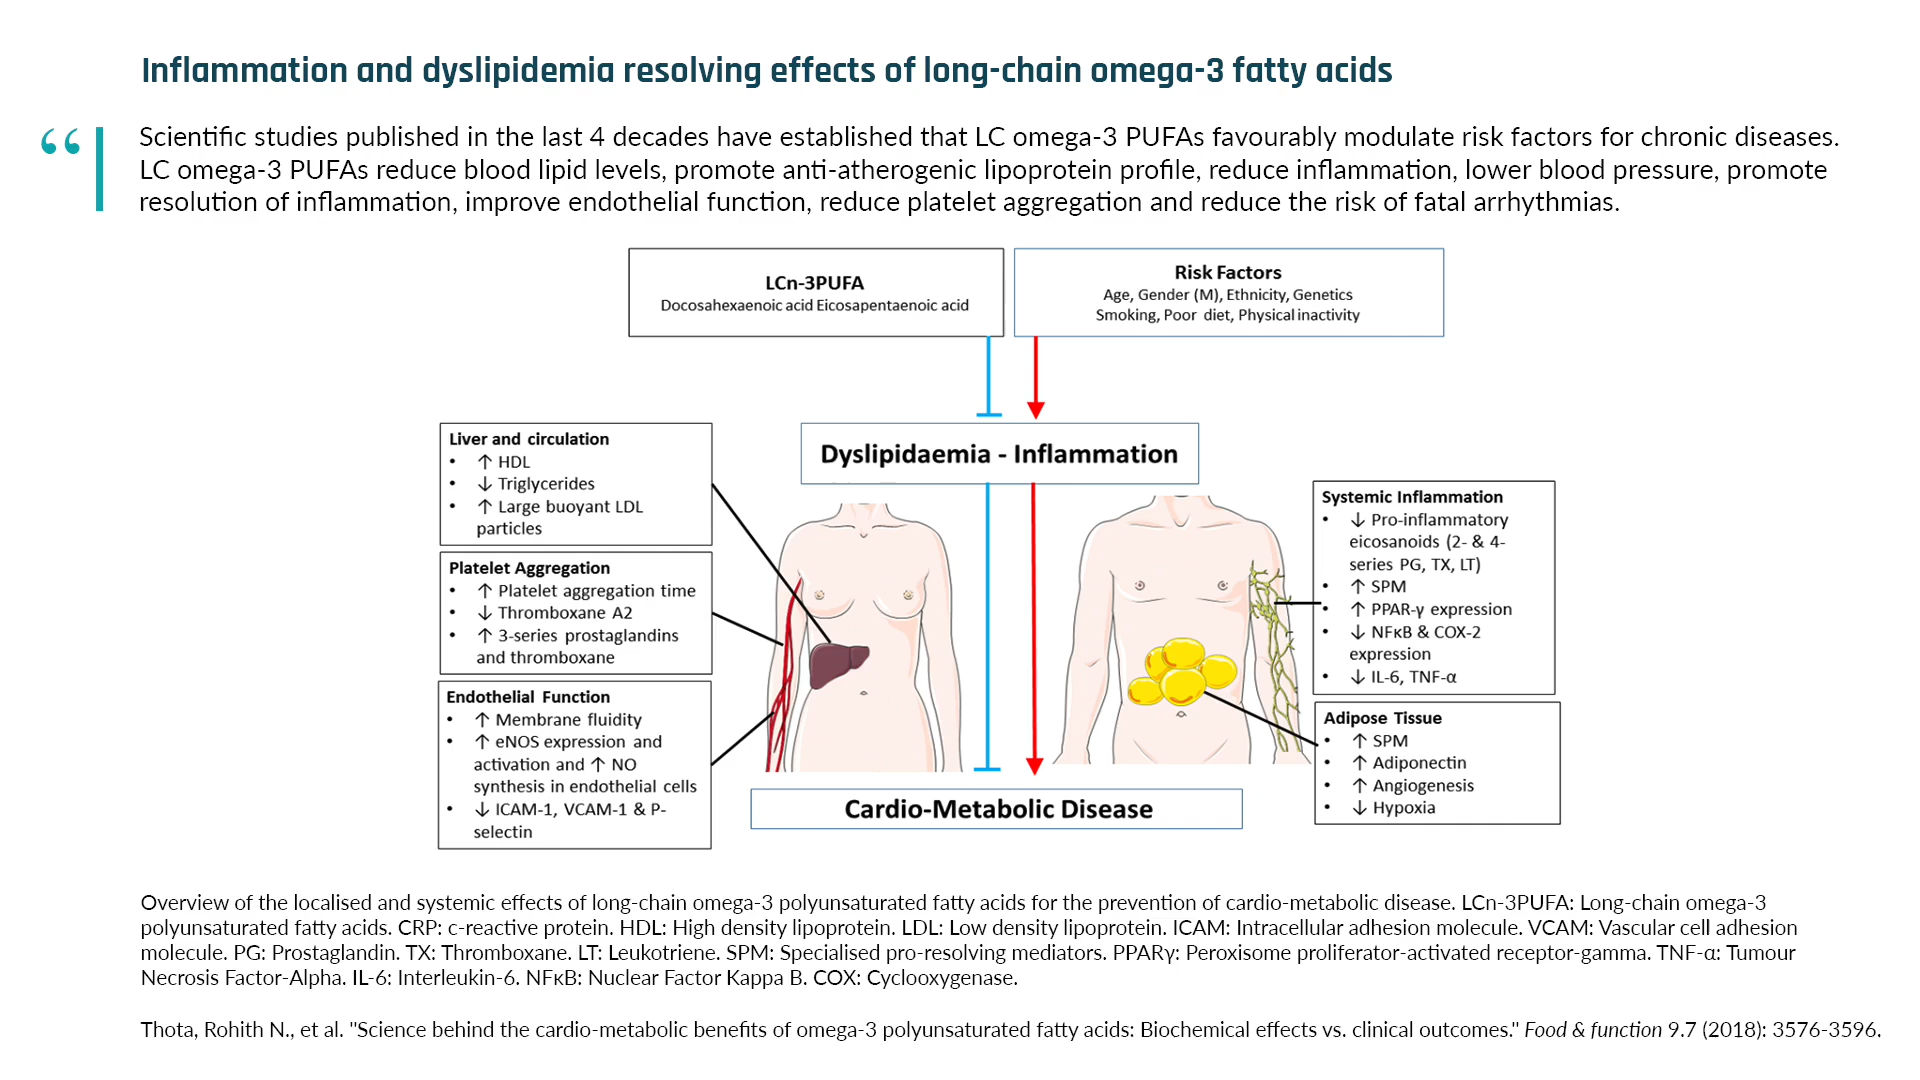 Inflammation and dyslipidemia resolving effects of long-chain omega-3 fatty acids
“
Scientific studies published in the last 4 decades have established that LC omega-3 PUFAs favourably modulate risk factors for chronic diseases.
LC omega-3 PUFAs reduce blood lipid levels, promote anti-atherogenic lipoprotein profile, reduce inflammation, lower blood pressure, promote
resolution of inflammation, improve endothelial function, reduce platelet aggregation and reduce the risk of fatal arrhythmias.
LCn-3PUFA
Docosahexaenoic acid Eicosapentaenoic acid
Risk Factors
Age, Gender (M), Ethnicity, Genetics
Smoking, Poor diet, Physical inactivity
Dyslipidaemia - Inflammation
Liver and circulation
• ↑ HDL
• ↓ Triglycerides
• ↑ Large buoyant LDL
particles
Platelet Aggregation
• ↑ Platelet aggregation time
• ↓ Thromboxane A2
• ↑ 3-series prostaglandins
and thromboxane
Endothelial Function
• ↑ Membrane fluidity
• ↑ eNOS expression and
activation and ↑ NO
synthesis in endothelial cells
• ↓ ICAM-1, VCAM-1 & P-
selectin
Systemic Inflammation
• ↓ Pro-inflammatory
eicosanoids (2- & 4-
series PG, TX, LT)
• ↑ SPM
• ↑ PPAR-γ expression
• ↓ NFκB & COX-2
expression
• ↓ IL-6, TNF-α
Adipose Tissue
• ↑ SPM
• ↑ Adiponectin
• ↑ Angiogenesis
• ↓ Hypoxia
Cardio-Metabolic Disease
Overview of the localised and systemic effects of long-chain omega-3 polyunsaturated fatty acids for the prevention of cardio-metabolic disease. LCn-3PUFA: Long-chain omega-3
polyunsaturated fatty acids. CRP: c-reactive protein. HDL: High density lipoprotein. LDL: Low density lipoprotein. ICAM: Intracellular adhesion molecule. VCAM: Vascular cell adhesion
molecule. PG: Prostaglandin. TX: Thromboxane. LT: Leukotriene. SPM: Specialised pro-resolving mediators. PPARγ: Peroxisome proliferator-activated receptor-gamma. TNF-α: Tumour
Necrosis Factor-Alpha. IL-6: Interleukin-6. NFκB: Nuclear Factor Kappa B. COX: Cyclooxygenase.
Thota, Rohith N., et al. "Science behind the cardio-metabolic benefits of omega-3 polyunsaturated fatty acids: Biochemical effects vs. clinical outcomes." Food & function 9.7 (2018): 3576-3596.